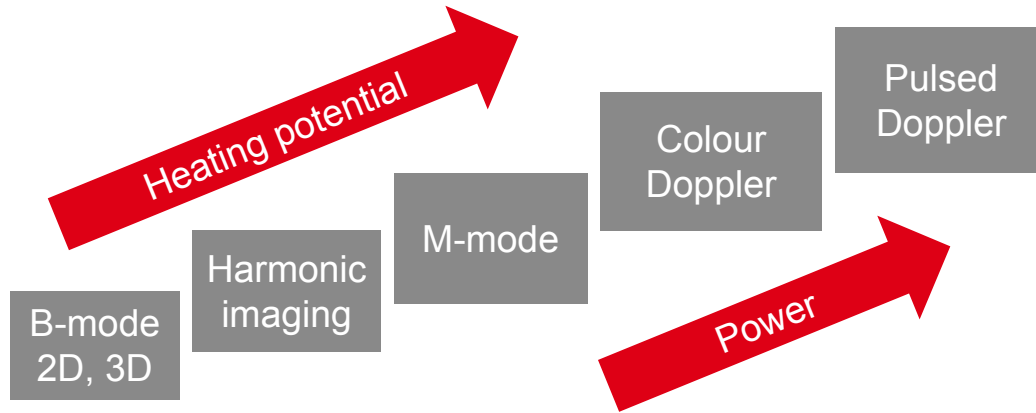 Heating potential
B-mode
2D, 3D
Harmonic
imaging
M-mode
Colour
Doppler
Pulsed
Doppler
Power